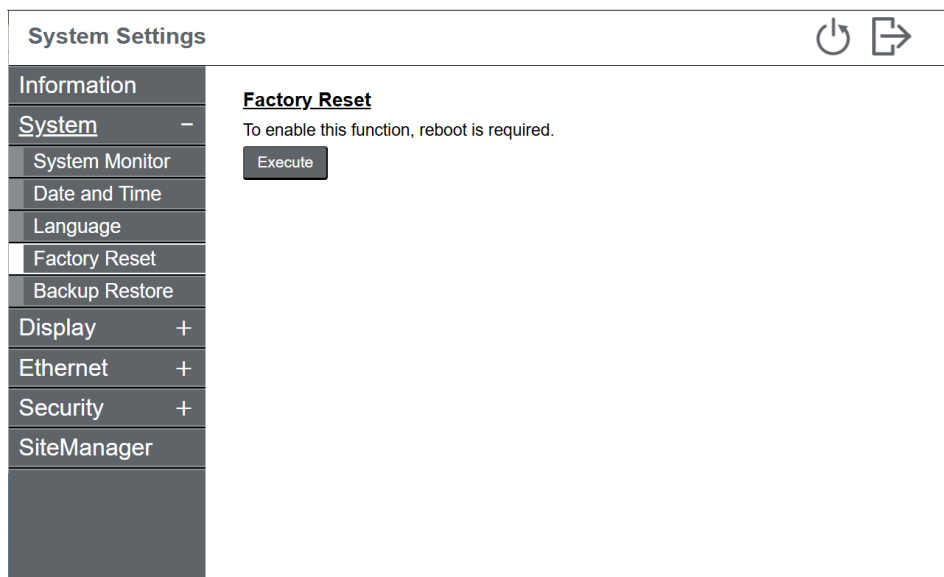 System Settings
Information
System −
System Monitor
Date and Time
Language
Factory Reset
Backup Restore
Display +
Ethernet +
Security +
SiteManager
Factory Reset
To enable this function, reboot is required.
Execute